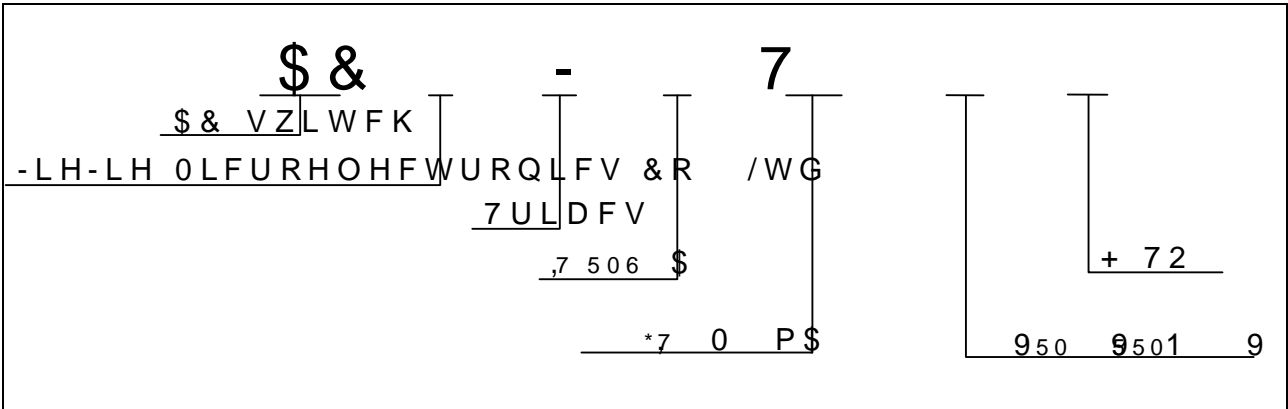 $& - 7
$& VZLWFK
-LH-LH 0LFURHOHFWURQLFV &R /WG
7ULDFV
,7 506 $
+ 72
*7 0 P$
950 9501 9